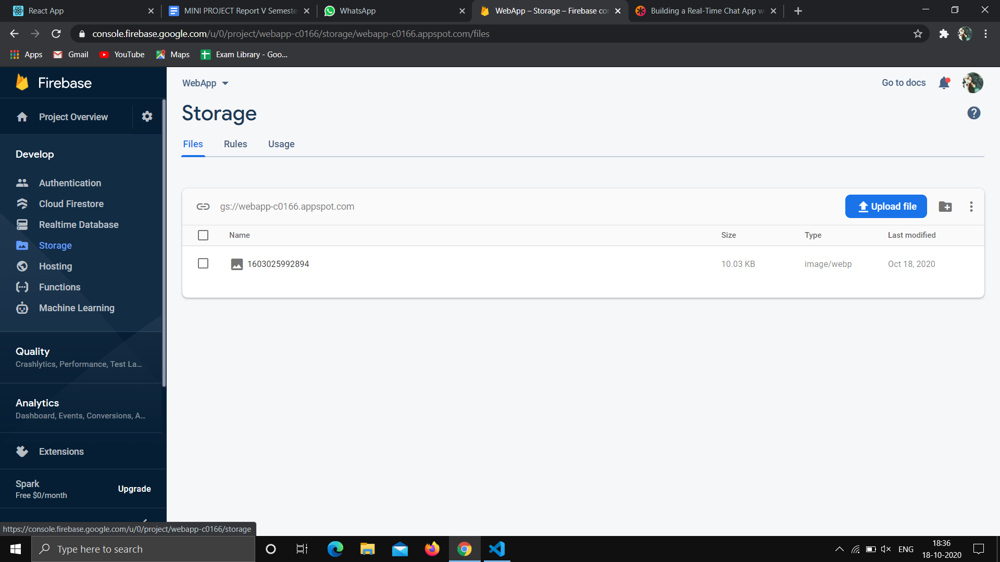 React App
MINI PROJECT Report V Semeste
WhatsApp
WebApp – Storage – Firebase con
Building a Real-Time Chat App w
console.firebase.google.com/u/0/project/webapp-c0166/storage/webapp-c0166.appspot.com/files
Apps
Gmail
YouTube
Maps
Exam Library - Goo...
Firebase
Project Overview
Develop
Authentication
Cloud Firestore
Realtime Database
Storage
Hosting
Functions
Machine Learning
Quality
Crashlytics, Performance, Test La...
Analytics
Dashboard, Events, Conversions, A...
Extensions
Spark
Free $0/month
Upgrade
https://console.firebase.google.com/u/0/project/webapp-c0166/storage
WebApp
Go to docs
Storage
Files
Rules
Usage
gs://webapp-c0166.appspot.com
Upload file
Name
Size
Type
Last modified
1603025992894
10.03 KB
image/webp
Oct 18, 2020
Type here to search
ENG
18:36
18-10-2020